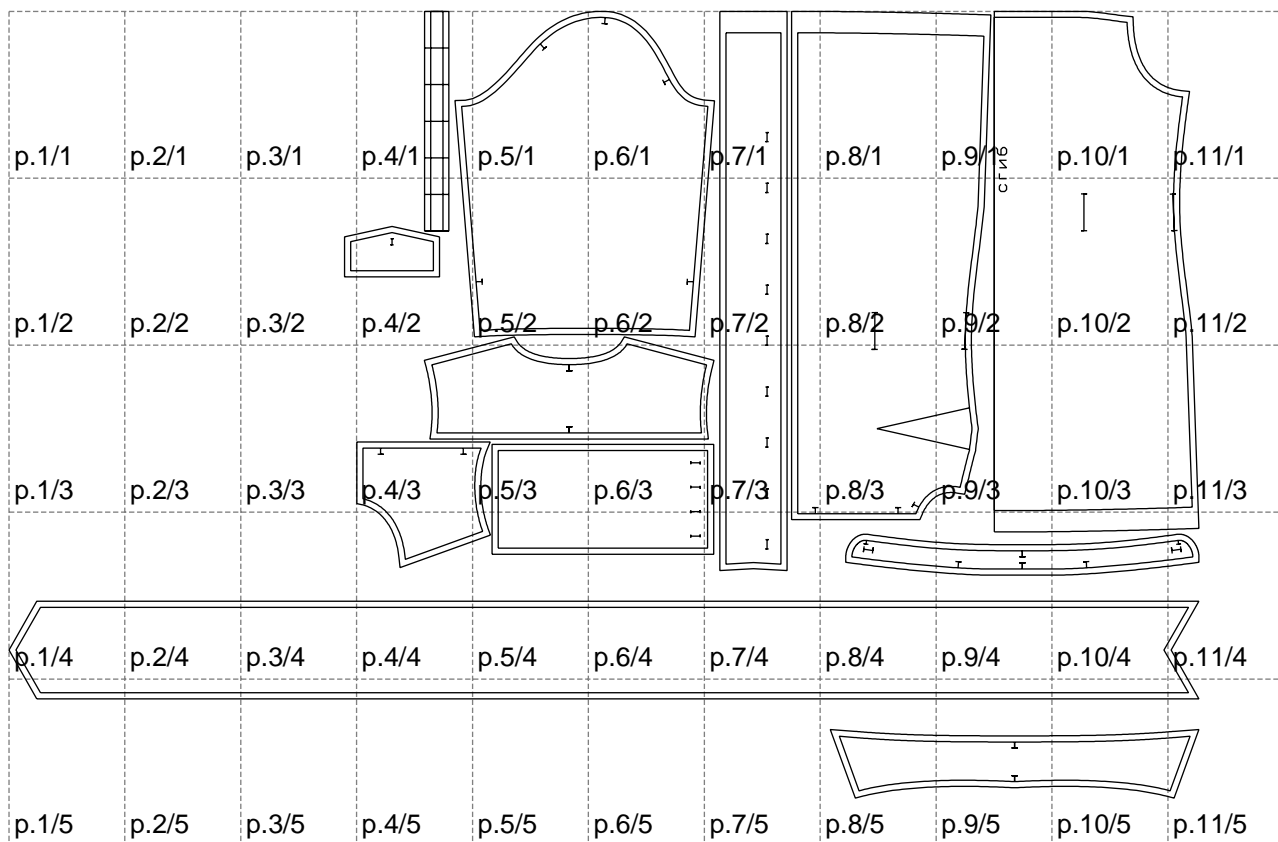 p.1/1 p.2/1 p.3/1 p.4/1 p.5/1 p.6/1 p.7/1 p.8/1 p.9/1 p.10/1 p.11/1
сгиб
p.1/2 p.2/2 p.3/2 p.4/2 p.5/2 p.6/2 p.7/2 p.8/2 p.9/2 p.10/2 p.11/2
p.1/3 p.2/3 p.3/3 p.4/3 p.5/3 p.6/3 p.7/3 p.8/3 p.9/3 p.10/3 p.11/3
p.1/4 p.2/4 p.3/4 p.4/4 p.5/4 p.6/4 p.7/4 p.8/4 p.9/4 p.10/4 p.11/4
p.1/5 p.2/5 p.3/5 p.4/5 p.5/5 p.6/5 p.7/5 p.8/5 p.9/5 p.10/5 p.11/5